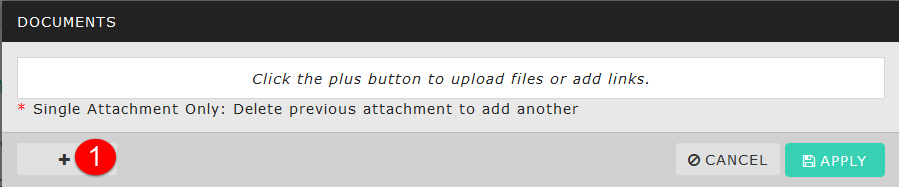 DOCUMENTS
Click the plus button to upload files or add links.
* Single Attachment Only: Delete previous attachment to add another
+ 1 CANCEL APPLY